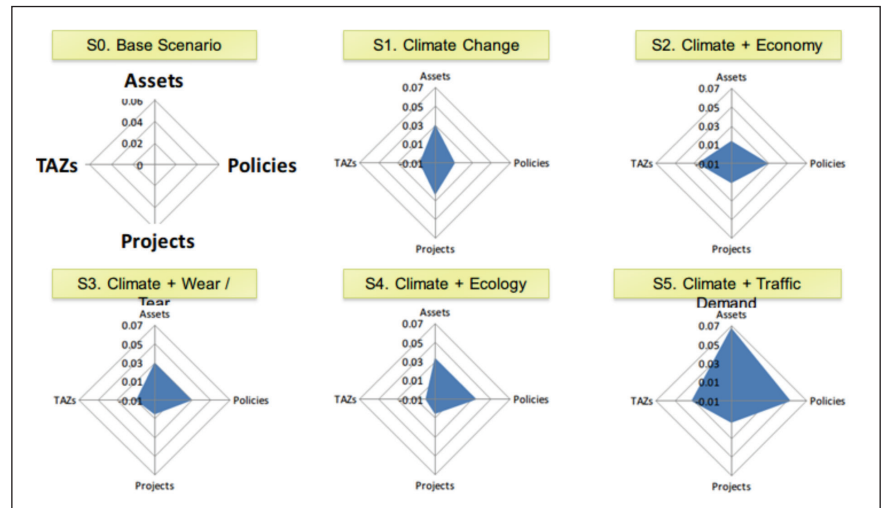 S0. Base Scenario
Assets
0.06
0.04
0.02
0
TAZs
Policies
Projects
S1. Climate Change
Assets
0.07
0.05
0.03
0.01
-0.01
TAZs
Policies
Projects
S2. Climate + Economy
Assets
0.07
0.05
0.03
0.01
-0.01
TAZs
Policies
Projects
S3. Climate + Wear /
Tear
Assets
0.07
0.05
0.03
0.01
-0.01
TAZs
Policies
Projects
S4. Climate + Ecology
Assets
0.07
0.05
0.03
0.01
-0.01
TAZs
Policies
Projects
S5. Climate + Traffic
Demand
Assets
0.07
0.05
0.03
0.01
-0.01
TAZs
Policies
Projects